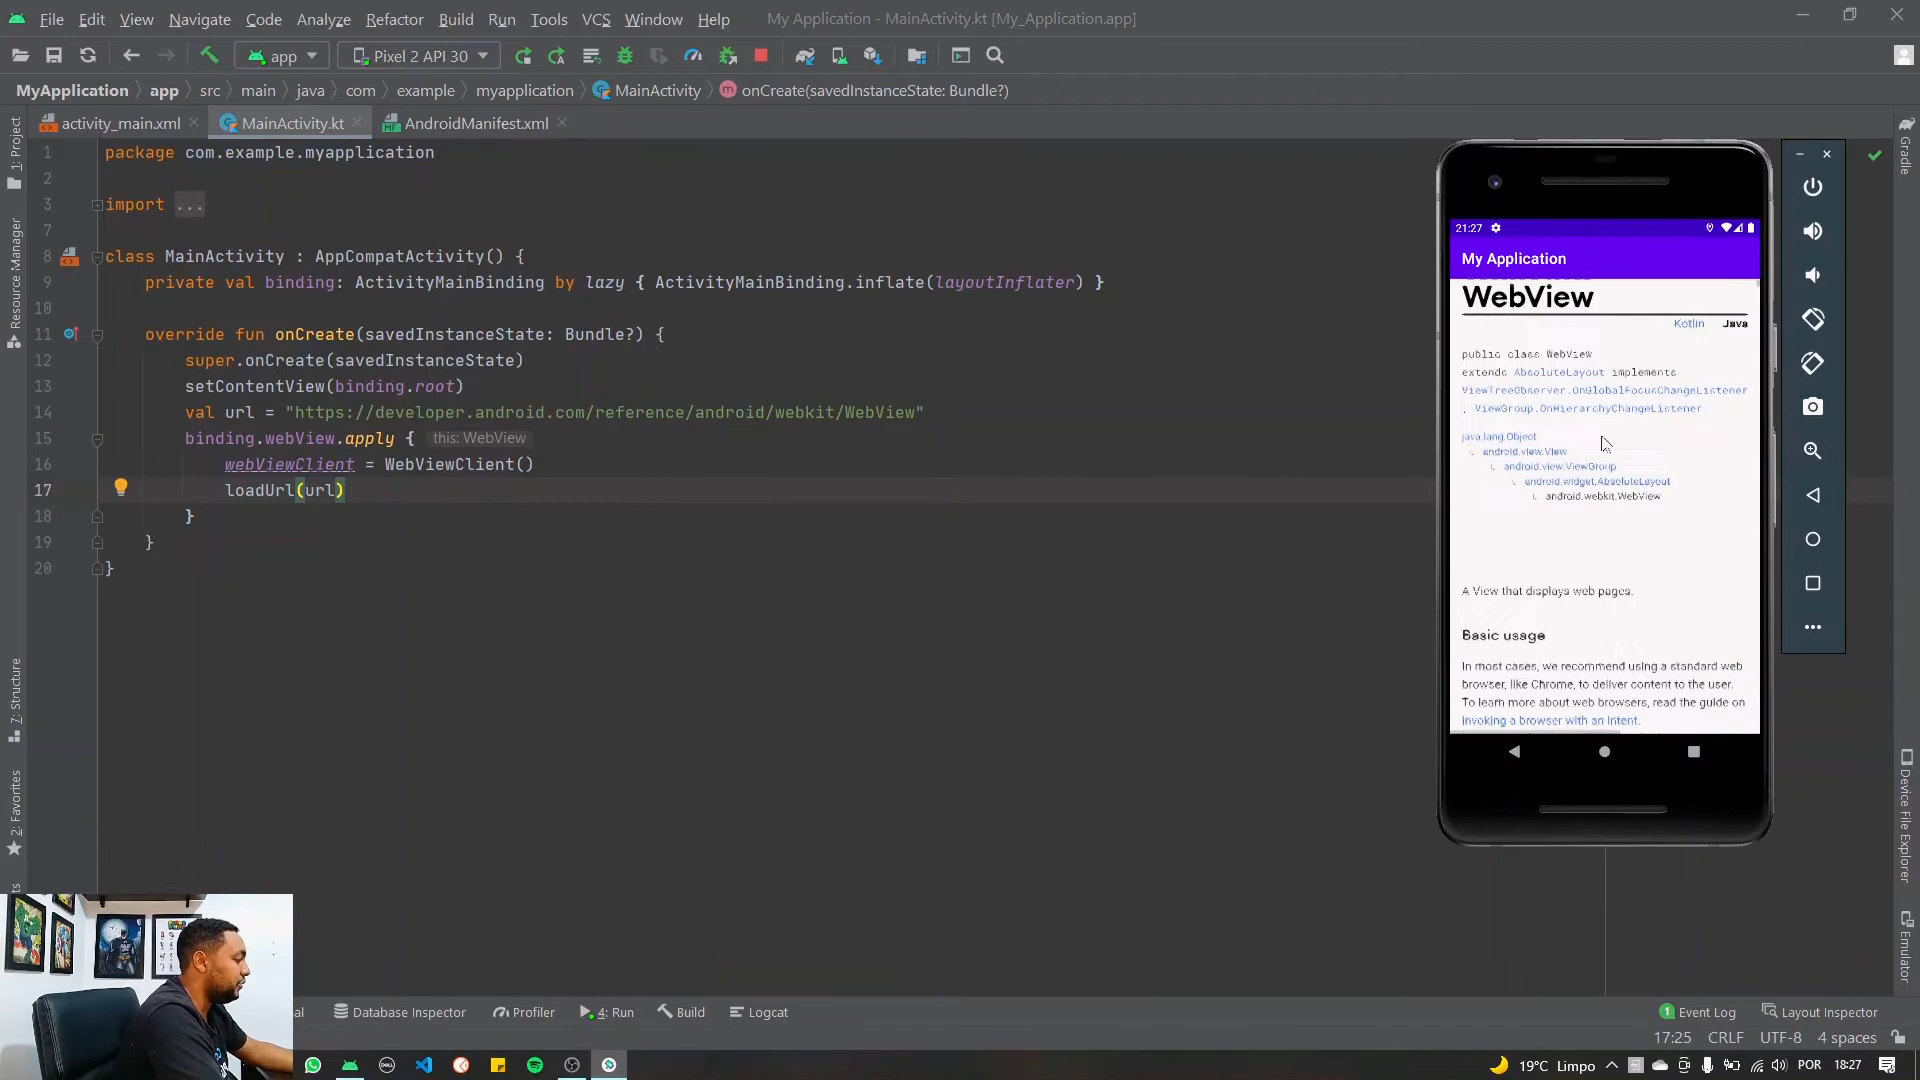 File Edit View Navigate Code Analyze Refactor Build Run Tools VCS Window Help My Application - MainActivity.kt [My_Application.app]
app Pixel 2 API 30
MyApplication app src main java com example myapplication MainActivity onCreate(savedInstanceState: Bundle?)
activity_main.xml MainActivity.kt AndroidManifest.xml
1 package com.example.myapplication
2
3 import ...
7
8 class MainActivity : AppCompatActivity() {
9 private val binding: ActivityMainBinding by lazy { ActivityMainBinding.inflate(layoutInflater) }
10
11 override fun onCreate(savedInstanceState: Bundle?) {
12 super.onCreate(savedInstanceState)
13 setContentView(binding.root)
14 val url = "https://developer.android.com/reference/android/webkit/WebView"
15 binding.webView.apply { this: WebView
16 webViewClient = WebViewClient()
17 loadUrl(url)
18 }
19 }
20 }
1: Project
Resource Manager
7: Structure
2: Favorites
21:27
My Application
WebView
Kotlin Java
public class WebView
extends AbsoluteLayout implements
ViewTreeObserver.OnGlobalFocusChangeListener
, ViewGroup.OnHierarchyChangeListener
java.lang.Object
android.view.View
android.view.ViewGroup
android.widget.AbsoluteLayout
android.webkit.WebView
A View that displays web pages.
Basic usage
In most cases, we recommend using a standard web
browser, like Chrome, to deliver content to the user.
To learn more about web browsers, read the guide on
invoking a browser with an intent.
Gradle
Device File Explorer
Emulator
al Database Inspector Profiler 4: Run Build Logcat 1 Event Log Layout Inspector
17:25 CRLF UTF-8 4 spaces
DELL 19°C Limpo POR 18:27